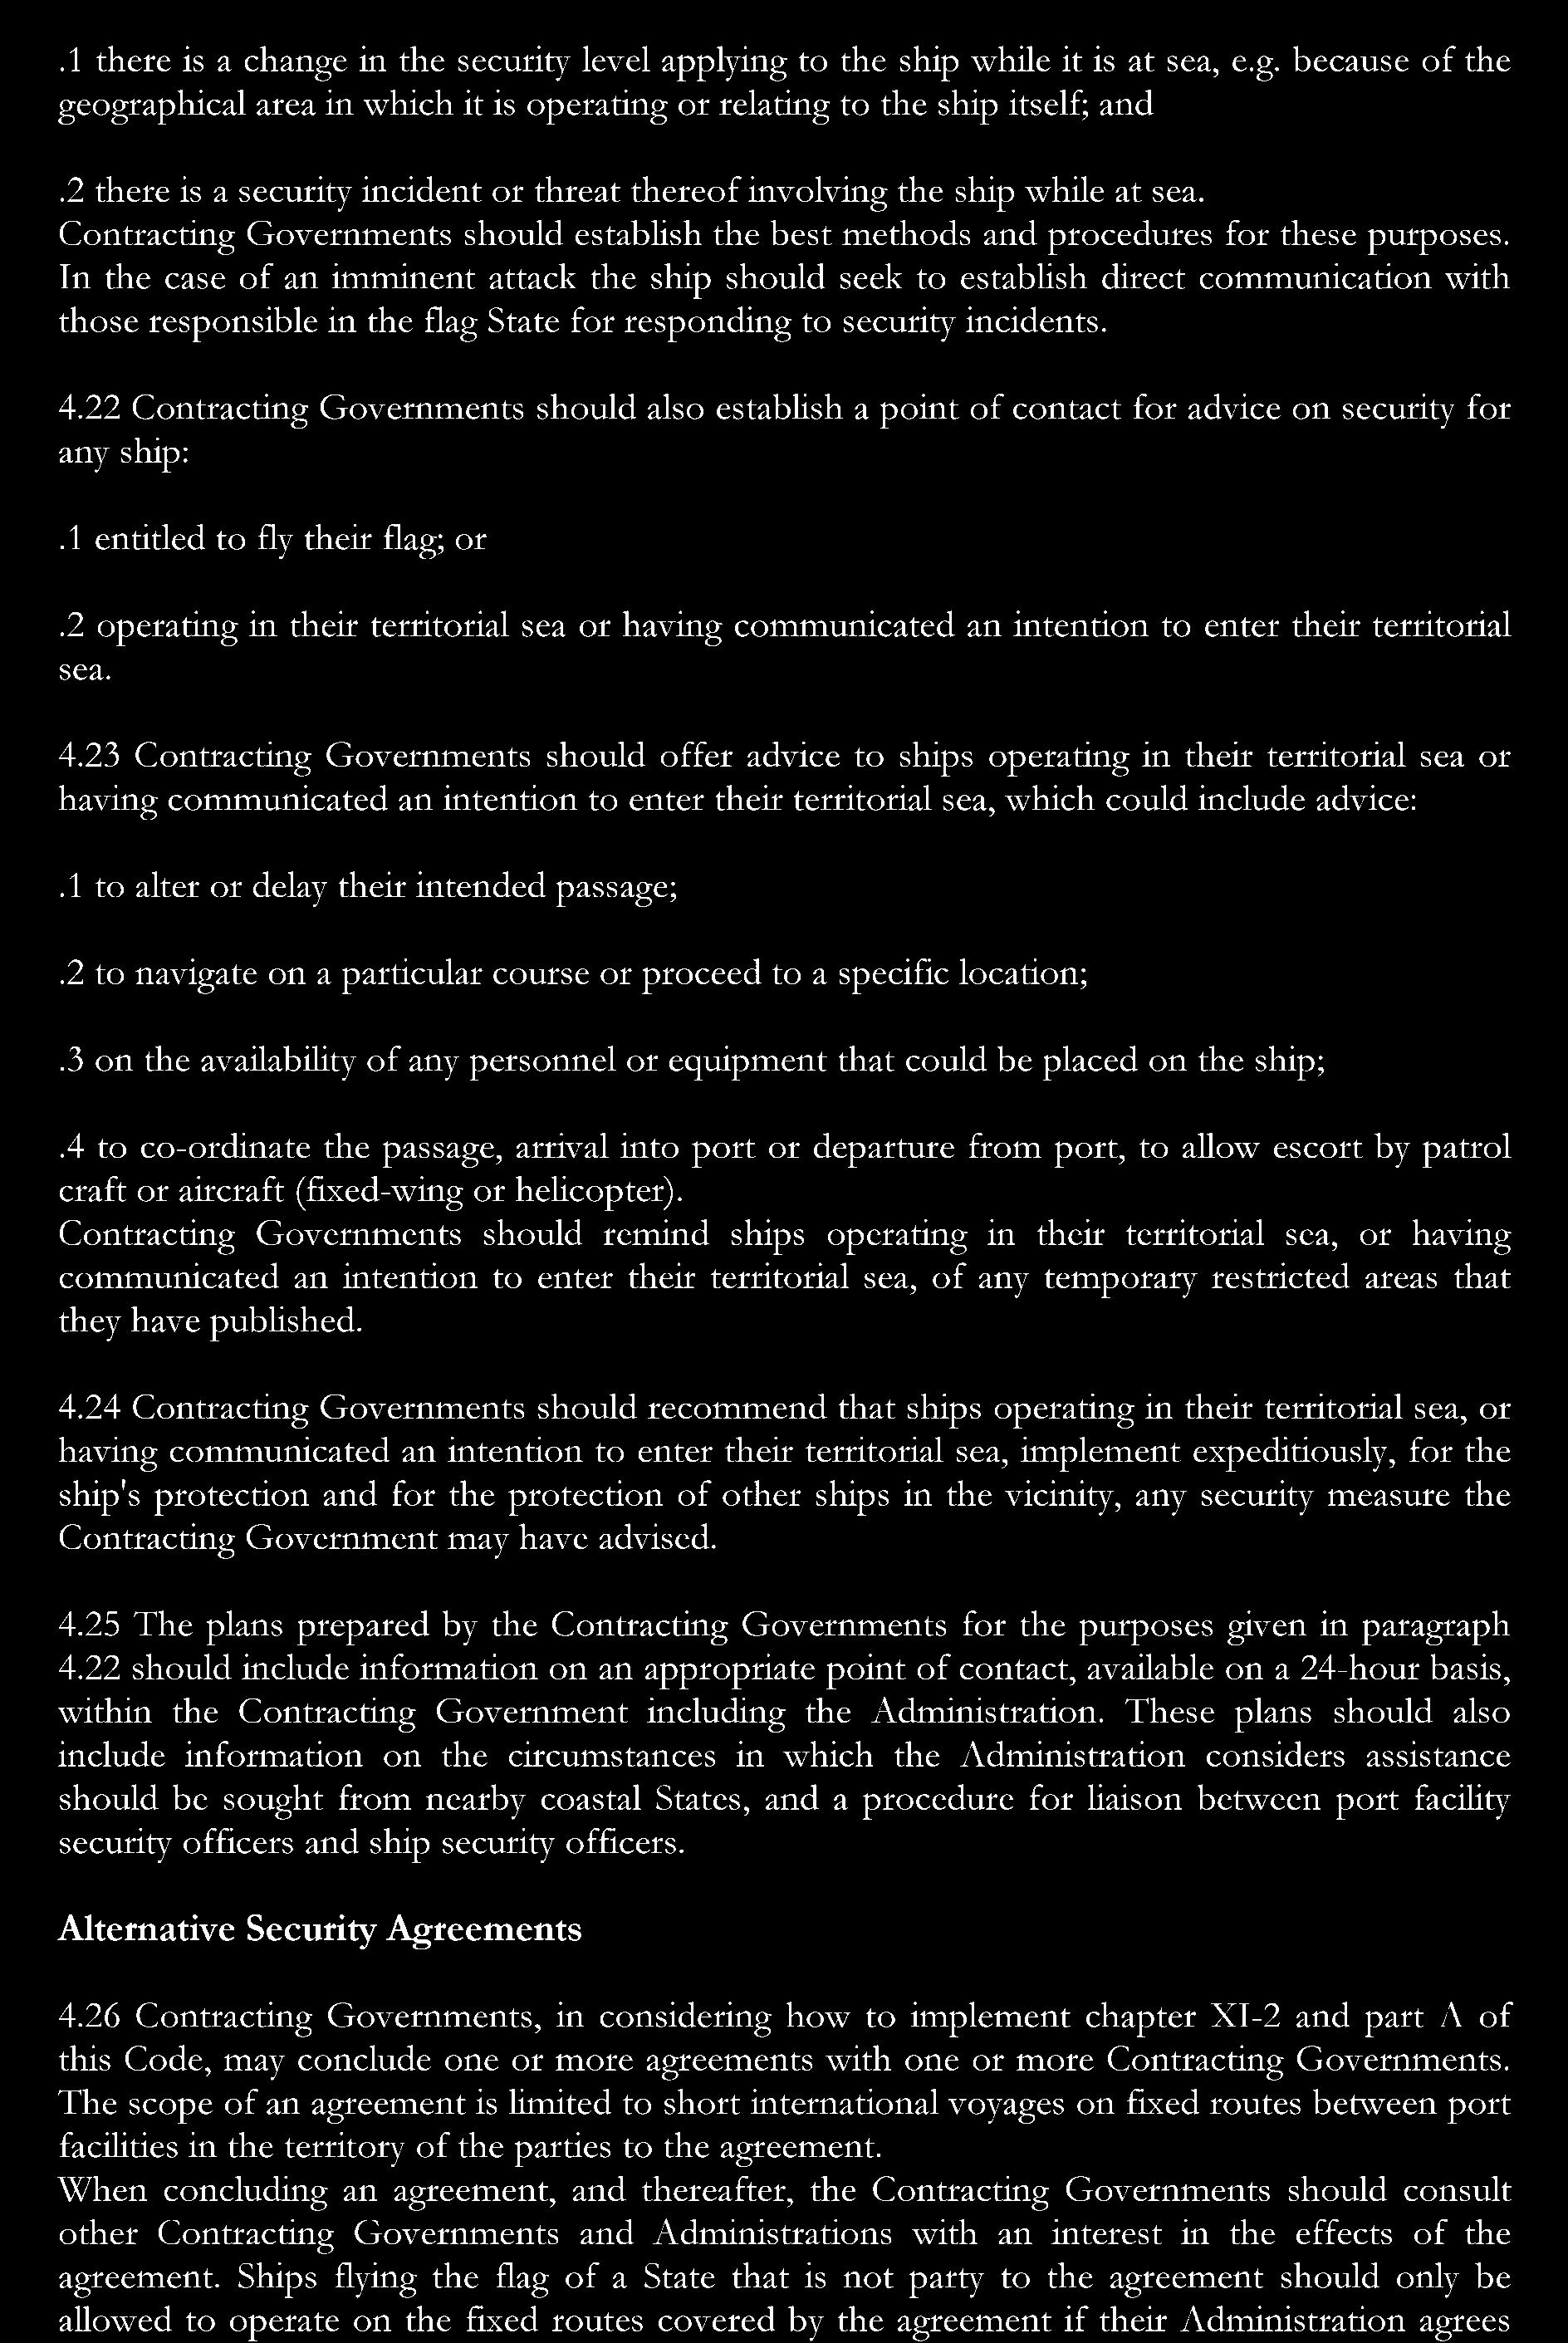 .1 there is a change in the security level applying to the ship while it is at sea, e.g. because of the
geographical area in which it is operating or relating to the ship itself; and
.2 there is a security incident or threat thereof involving the ship while at sea.
Contracting Governments should establish the best methods and procedures for these purposes.
In the case of an imminent attack the ship should seek to establish direct communication with
those responsible in the flag State for responding to security incidents.
4.22 Contracting Governments should also establish a point of contact for advice on security for
any ship:
.1 entitled to fly their flag; or
.2 operating in their territorial sea or having communicated an intention to enter their territorial
sea.
4.23 Contracting Governments should offer advice to ships operating in their territorial sea or
having communicated an intention to enter their territorial sea, which could include advice:
.1 to alter or delay their intended passage;
.2 to navigate on a particular course or proceed to a specific location;
.3 on the availability of any personnel or equipment that could be placed on the ship;
.4 to co-ordinate the passage, arrival into port or departure from port, to allow escort by patrol
craft or aircraft (fixed-wing or helicopter).
Contracting Governments should remind ships operating in their territorial sea, or having
communicated an intention to enter their territorial sea, of any temporary restricted areas that
they have published.
4.24 Contracting Governments should recommend that ships operating in their territorial sea, or
having communicated an intention to enter their territorial sea, implement expeditiously, for the
ship's protection and for the protection of other ships in the vicinity, any security measure the
Contracting Government may have advised.
4.25 The plans prepared by the Contracting Governments for the purposes given in paragraph
4.22 should include information on an appropriate point of contact, available on a 24-hour basis,
within the Contracting Government including the Administration. These plans should also
include information on the circumstances in which the Administration considers assistance
should be sought from nearby coastal States, and a procedure for liaison between port facility
security officers and ship security officers.
Alternative Security Agreements
4.26 Contracting Governments, in considering how to implement chapter XI-2 and part A of
this Code, may conclude one or more agreements with one or more Contracting Governments.
The scope of an agreement is limited to short international voyages on fixed routes between port
facilities in the territory of the parties to the agreement.
When concluding an agreement, and thereafter, the Contracting Governments should consult
other Contracting Governments and Administrations with an interest in the effects of the
agreement. Ships flying the flag of a State that is not party to the agreement should only be
allowed to operate on the fixed routes covered by the agreement if their Administration agrees